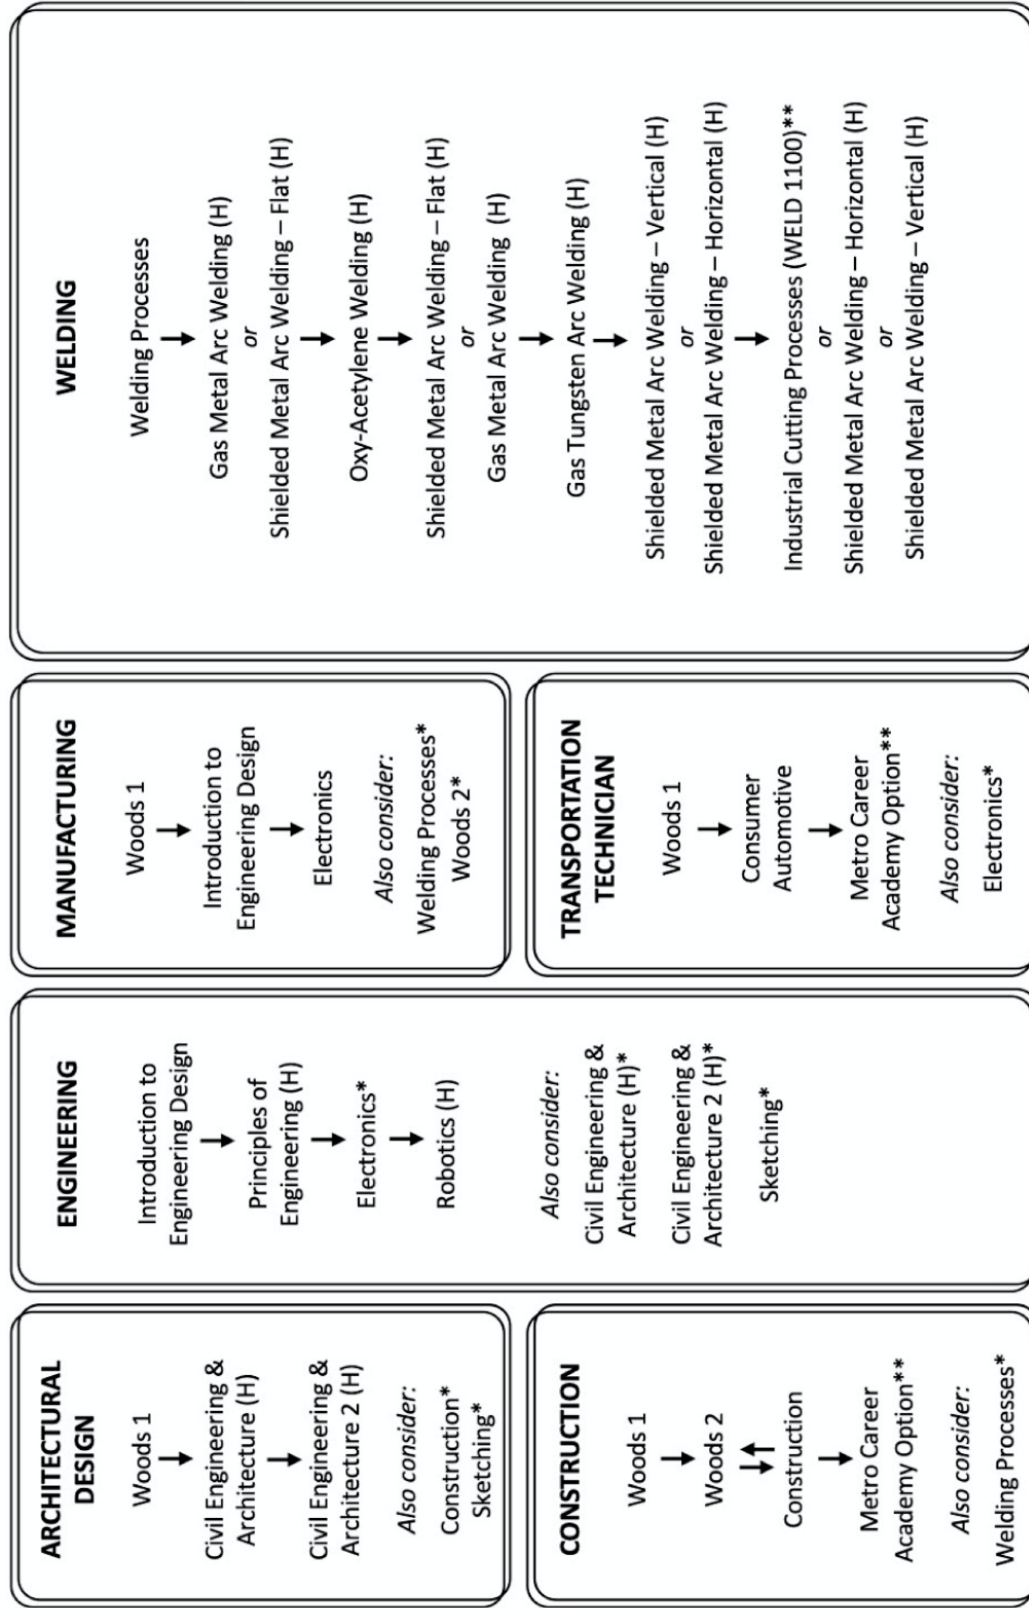 ARCHITECTURAL
DESIGN
Woods 1
Civil Engineering &
Architecture (H)
Civil Engineering &
Architecture 2 (H)
Also consider:
Construction*
Sketching*
CONSTRUCTION
Woods 1
Woods 2
Construction
Metro Career
Academy Option**
Also consider:
Welding Processes*
ENGINEERING
Introduction to
Engineering Design
Principles of
Engineering (H)
Electronics*
Robotics (H)
Also consider:
Civil Engineering &
Architecture (H)*
Civil Engineering &
Architecture 2 (H)*
Sketching*
MANUFACTURING
Woods 1
Introduction to
Engineering Design
Electronics
Also consider:
Welding Processes*
Woods 2*
TRANSPORTATION
TECHNICIAN
Woods 1
Consumer
Automotive
Metro Career
Academy Option**
Also consider:
Electronics*
WELDING
Welding Processes
Gas Metal Arc Welding (H)
or
Shielded Metal Arc Welding – Flat (H)
Oxy-Acetylene Welding (H)
Shielded Metal Arc Welding – Flat (H)
or
Gas Metal Arc Welding (H)
Gas Tungsten Arc Welding (H)
Shielded Metal Arc Welding – Vertical (H)
or
Shielded Metal Arc Welding – Horizontal (H)
Industrial Cutting Processes (WELD 1100)**
or
Shielded Metal Arc Welding – Horizontal (H)
or
Shielded Metal Arc Welding – Vertical (H)